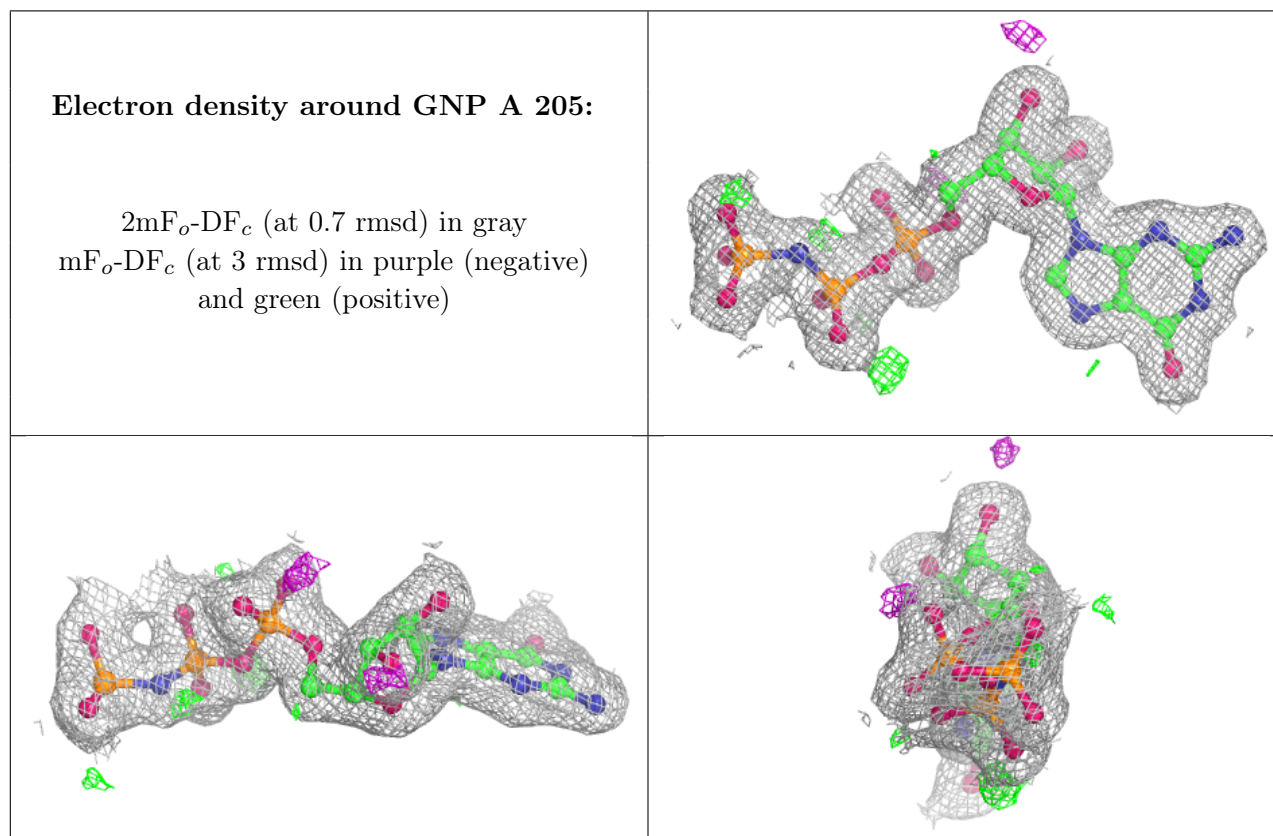 Electron density around GNP A 205:
2mFo-DFc (at 0.7 rmsd) in gray
mFo-DFc (at 3 rmsd) in purple (negative)
and green (positive)